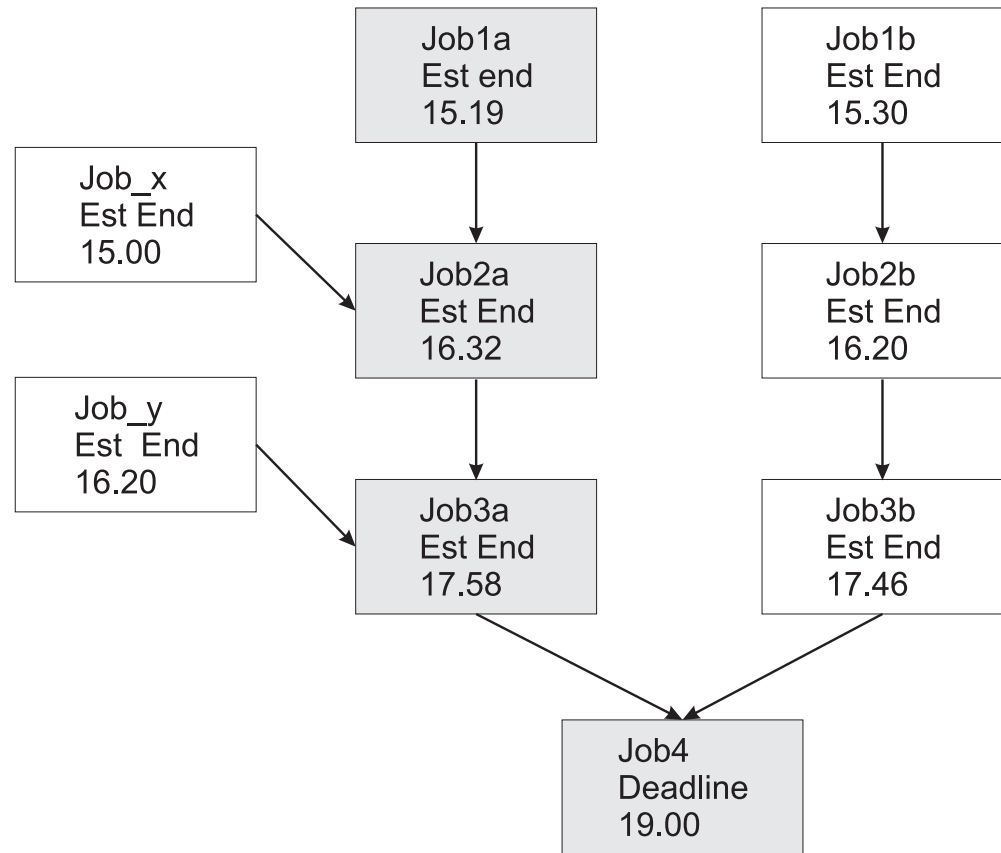 Job1a
Est end
15.19
Job1b
Est End
15.30
Job_x
Est End
15.00
Job2a
Est End
16.32
Job2b
Est End
16.20
Job_y
Est  End
16.20
Job3a
Est End
17.58
Job3b
Est End
17.46
Job4
Deadline
19.00